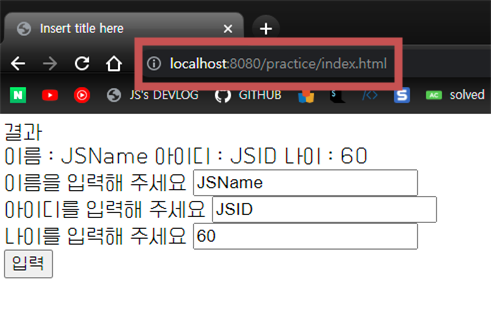 Insert title here
localhost:8080/practice/index.html
JS's DEVLOG GITHUB solved
결과
이름 : JSName 아이디 : JSID 나이 : 60
이름을 입력해 주세요 JSName
아이디를 입력해 주세요 JSID
나이를 입력해 주세요 60
입력